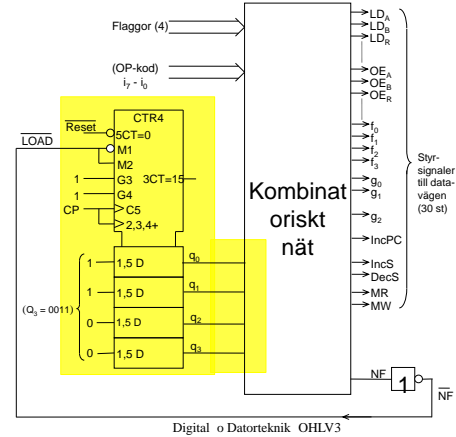 Flaggor (4)
(OP-kod)
i7 - i0
LDA
LDB
LDR
OEA
OEB
OER
f0
f1
f2
f3
g0
g1
g2
IncPC
IncS
DecS
MR
MW
Styr-
signaler
till data-
vägen
(30 st)
Kombinat
oriskt
nät
CTR4
Reset
5CT=0
LOAD
M1
M2
1 G3 3CT=15
1 G4
CP C5
2,3,4+
1 1,5 D q0
1 1,5 D q1
(Q3 = 0011)
0 1,5 D q2
0 1,5 D q3
NF 1
NF
Digital o Datorteknik OHLV3